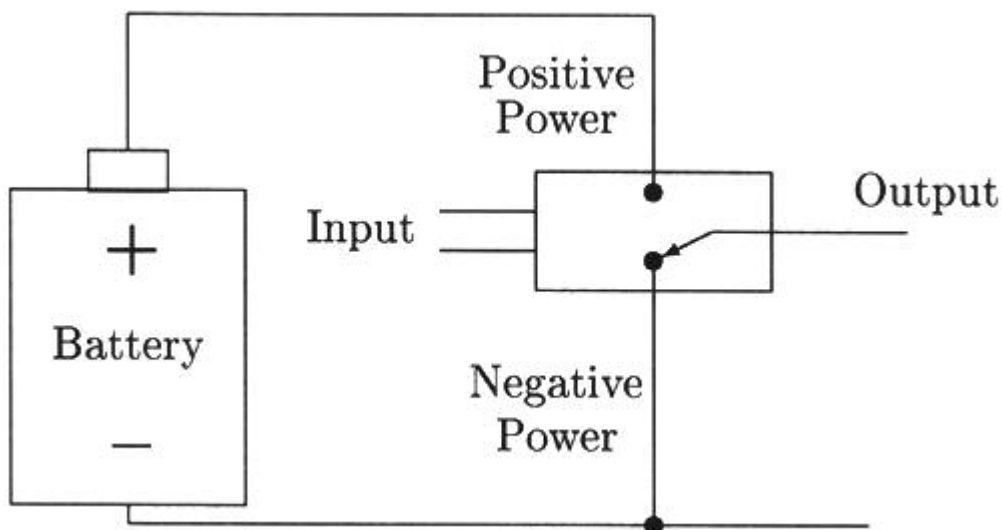 Positive
Power
Input
Output
+
Battery
−
Negative
Power